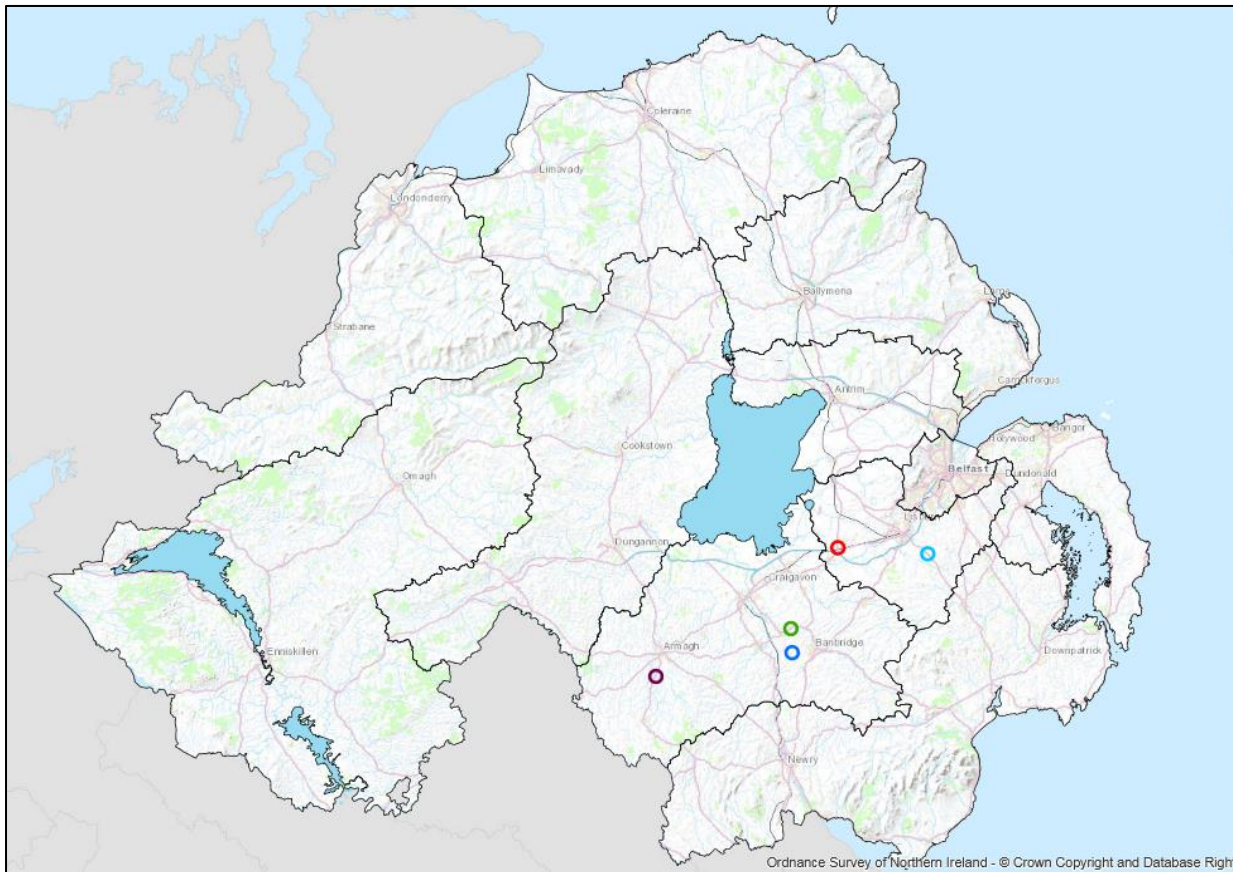 Coleraine
Limavady
Londonderry
Ballymena
Larne
Strabane
Carrickfergus
Antrim
Bangor
Holywood
Cookstown
Belfast
Dundonald
Omagh
Dungannon
Craigavon
Banbridge
Armagh
Enniskillen
Downpatrick
Newry
Ordnance Survey of Northern Ireland - © Crown Copyright and Database Right